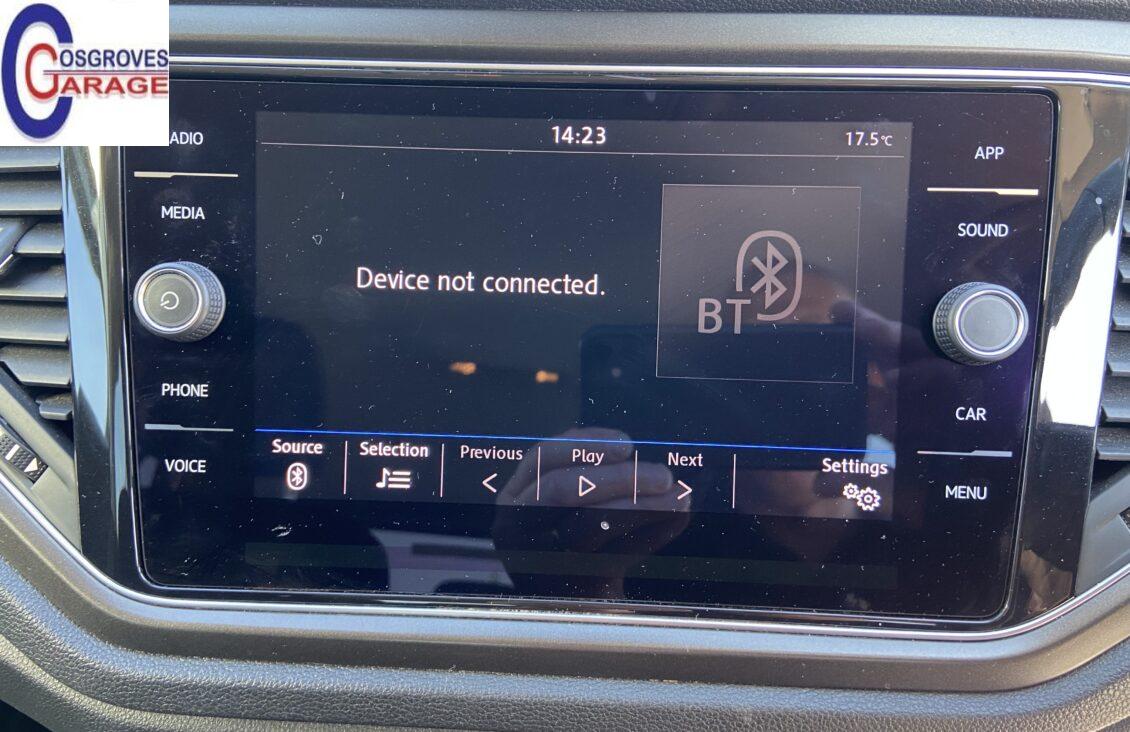 COSGROVES
GARAGE
ADIO
MEDIA
PHONE
VOICE
14:23
17.5°C
Device not connected.
BT
Source
Selection
Previous
Play
Next
Settings
APP
SOUND
CAR
MENU